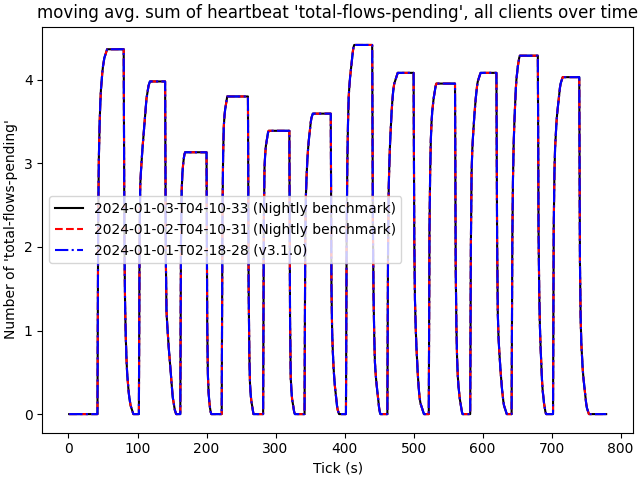 moving avg. sum of heartbeat 'total-flows-pending', all clients over time
Number of 'total-flows-pending'
4
3
2
1
0
2024-01-03-T04-10-33 (Nightly benchmark)
2024-01-02-T04-10-31 (Nightly benchmark)
2024-01-01-T02-18-28 (v3.1.0)
0 100 200 300 400 500 600 700 800
Tick (s)